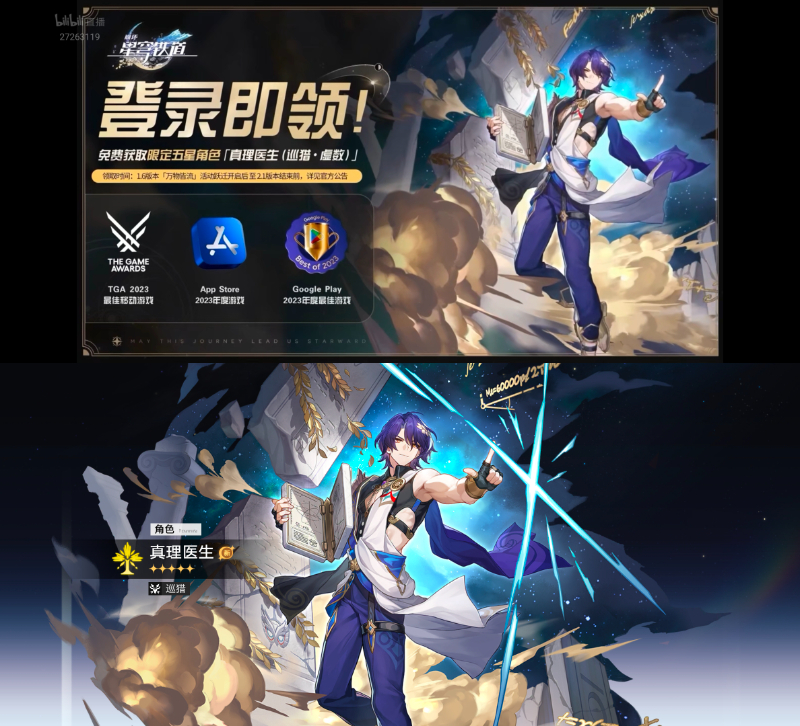 bilibili直播
27263119
崩坏
星穹铁道
登录即领!
免费获取限定五星角色「真理医生(巡猎·虚数)」
领取时间:1.6版本「万物皆流」活动跃迁开启后 至 2.1版本结束前,详见官方公告
THE GAME
AWARDS
TGA 2023
最佳移动游戏
App Store
2023年度游戏
Google Play
Best of 2023
Google Play
2023年度最佳游戏
MAY THIS JOURNEY LEAD US STARWARD
角色
真理医生
新
巡猎